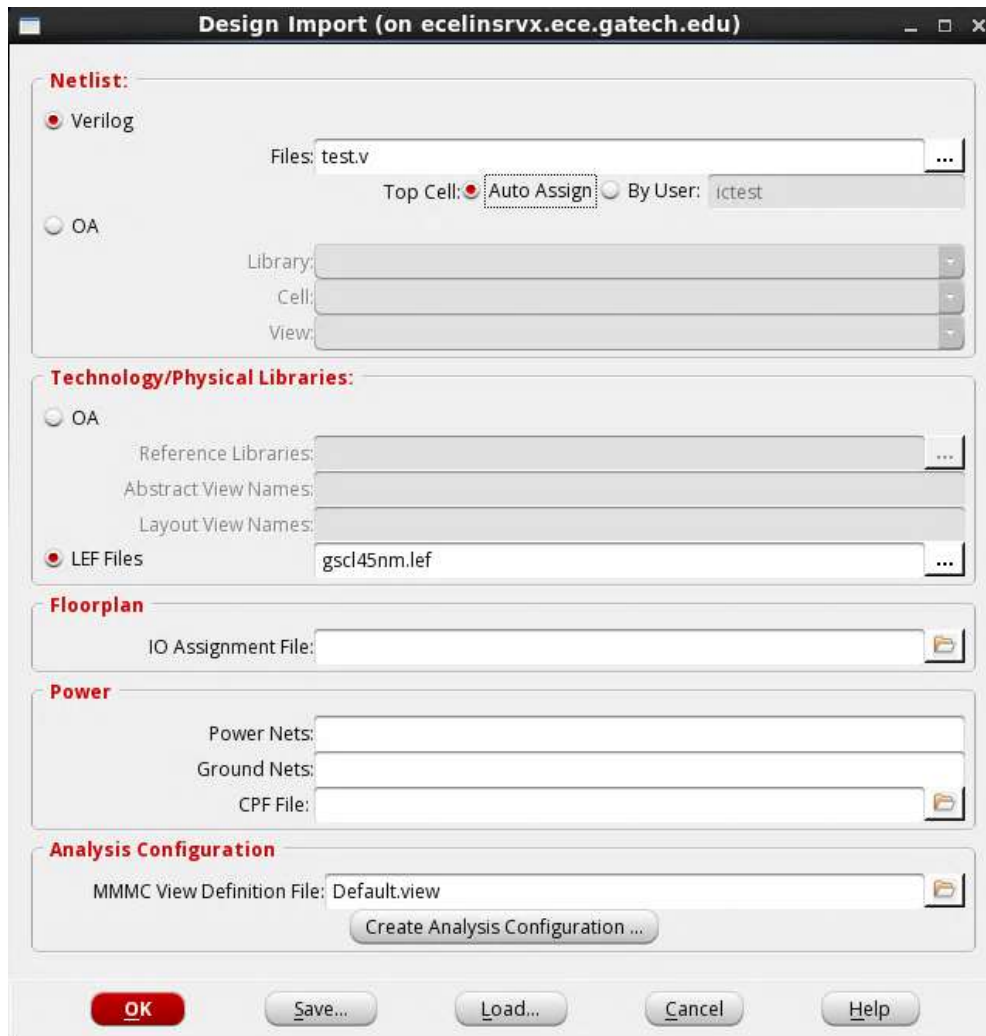 Design Import (on ecelinsrvx.ece.gatech.edu)
Netlist:
Verilog
Files: test.v ...
Top Cell: Auto Assign By User: ictest
OA
Library:
Cell:
View:
Technology/Physical Libraries:
OA
Reference Libraries: ...
Abstract View Names:
Layout View Names:
LEF Files gscl45nm.lef ...
Floorplan
IO Assignment File:
Power
Power Nets:
Ground Nets:
CPF File:
Analysis Configuration
MMMC View Definition File: Default.view
Create Analysis Configuration ...
OK Save... Load... Cancel Help